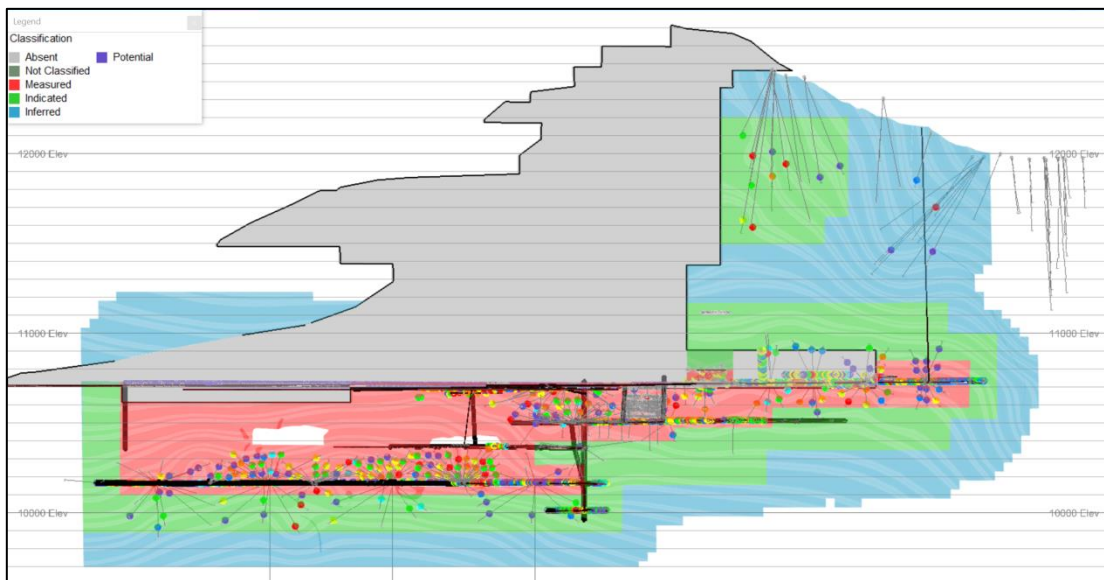 Legend
Classification
Absent Potential
Not Classified
Measured
Indicated
Inferred
12000 Elev 12000 Elev
11000 Elev 11000 Elev
10000 Elev 10000 Elev